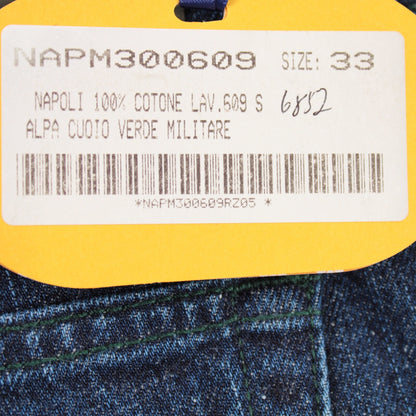 NAPM300609 SIZE: 33
NAPOLI 100% COTONE LAV.609 S 6852
ALPA CUOIO VERDE MILITARE
*NAPM300609RZ05 *